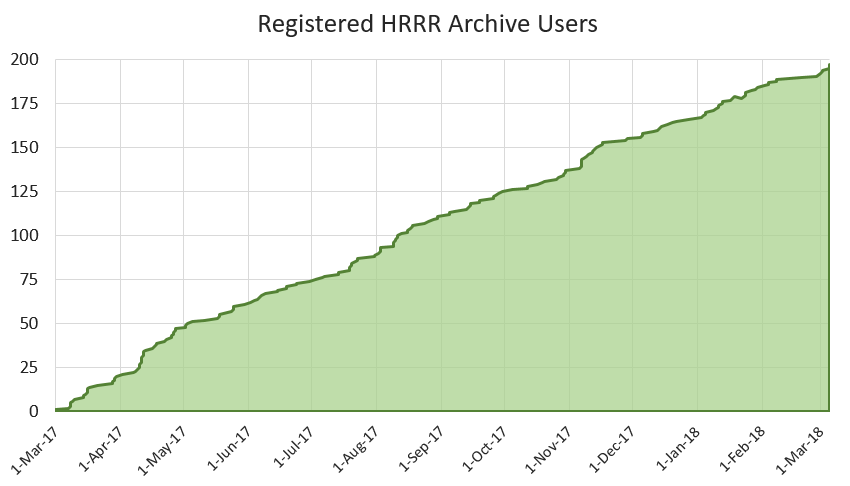 Registered HRRR Archive Users
200
175
150
125
100
75
50
25
0
1-Mar-17
1-Apr-17
1-May-17
1-Jun-17
1-Jul-17
1-Aug-17
1-Sep-17
1-Oct-17
1-Nov-17
1-Dec-17
1-Jan-18
1-Feb-18
1-Mar-18